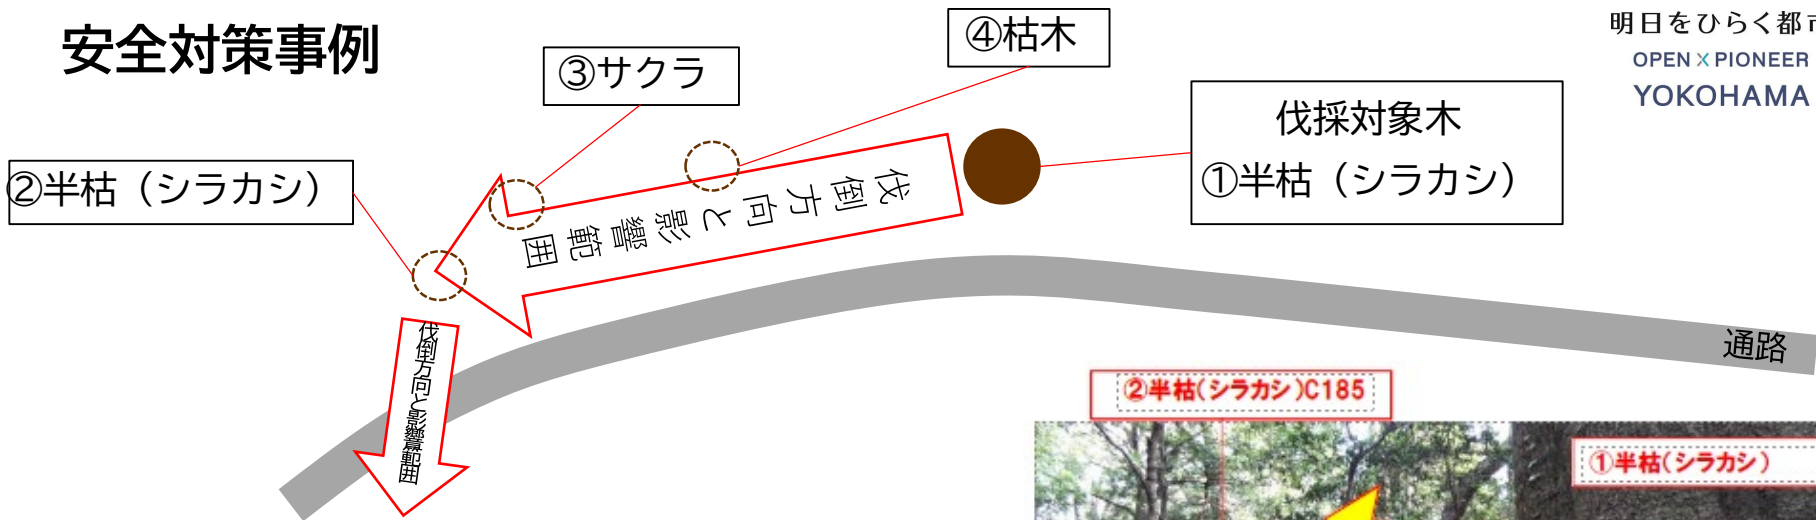 安全対策事例
④枯木
明日をひらく都市
OPEN X PIONEER
YOKOHAMA
③サクラ
伐採対象木
①半枯（シラカシ）
②半枯（シラカシ）
伐倒方向と影響範囲
伐倒方向と影響範囲
通路
②半枯(シラカシ)C185
①半枯(シラカシ)